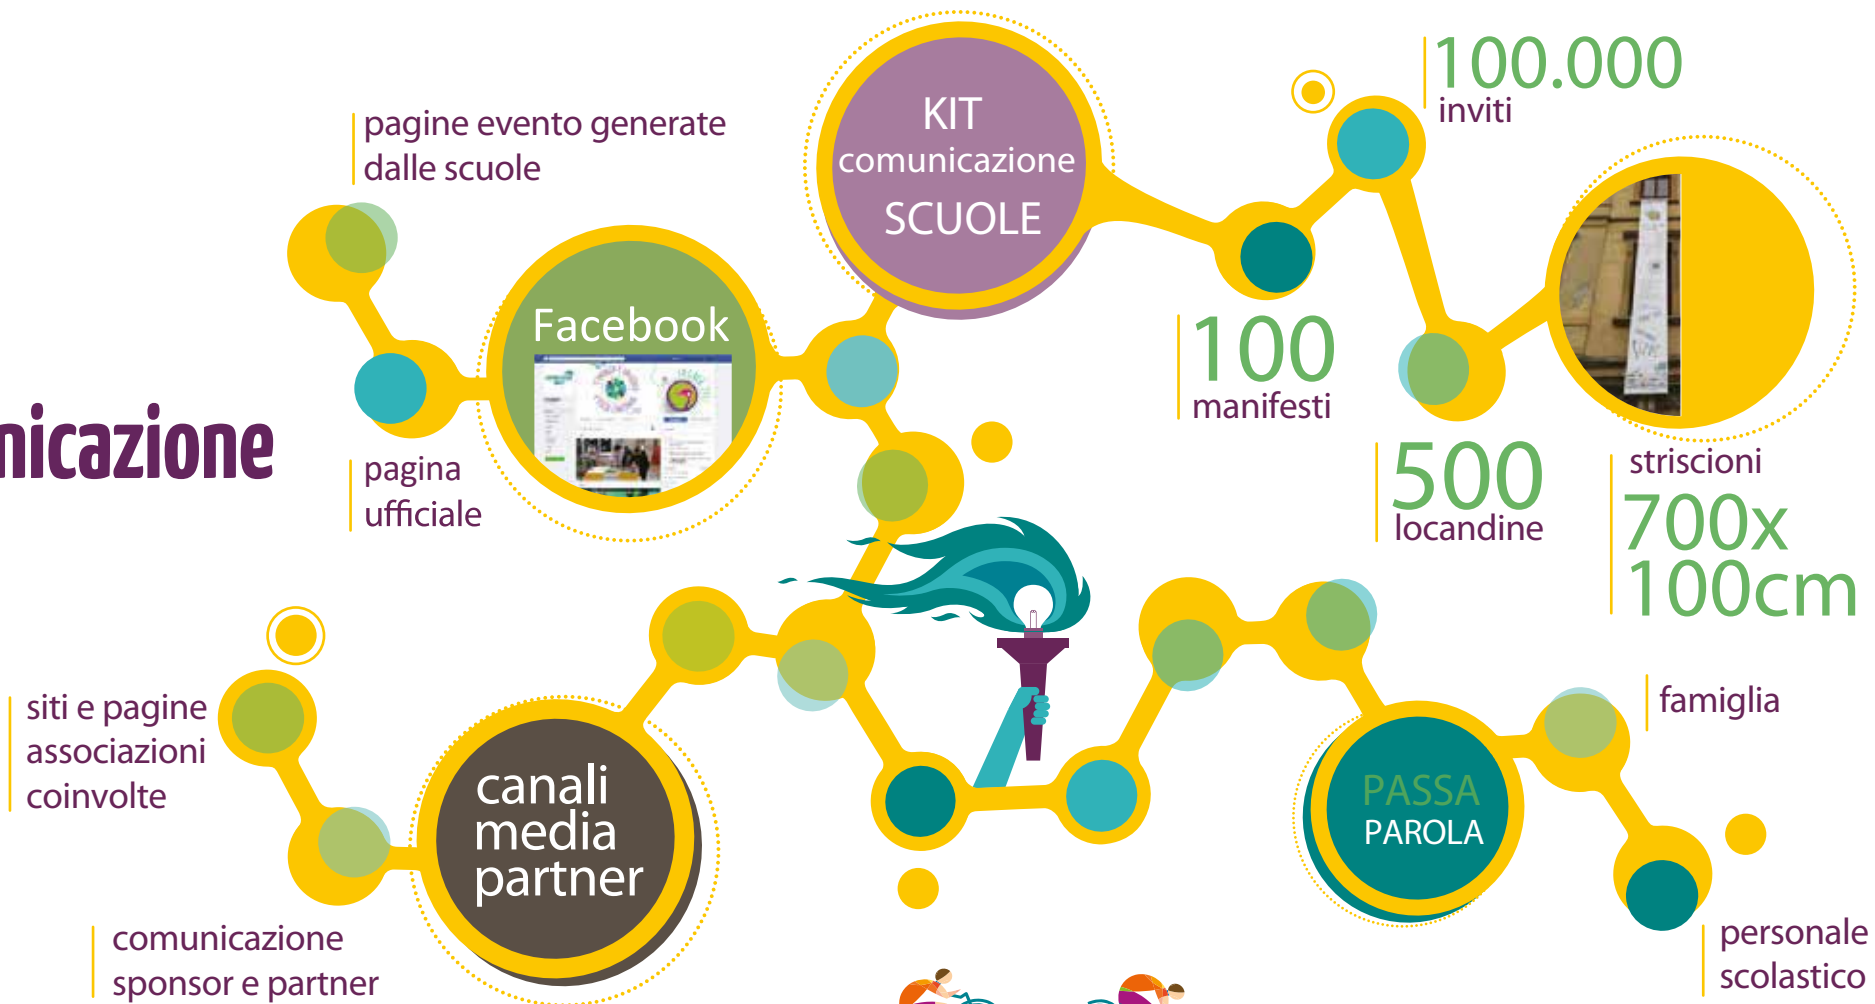 nicazione
pagine evento generate
dalle scuole
Facebook
pagina
ufficiale
KIT
comunicazione
SCUOLE
100.000
inviti
100
manifesti
500
locandine
striscioni
700x
100cm
siti e pagine
associazioni
coinvolte
canali
media
partner
comunicazione
sponsor e partner
PASSA
PAROLA
famiglia
personale
scolastico